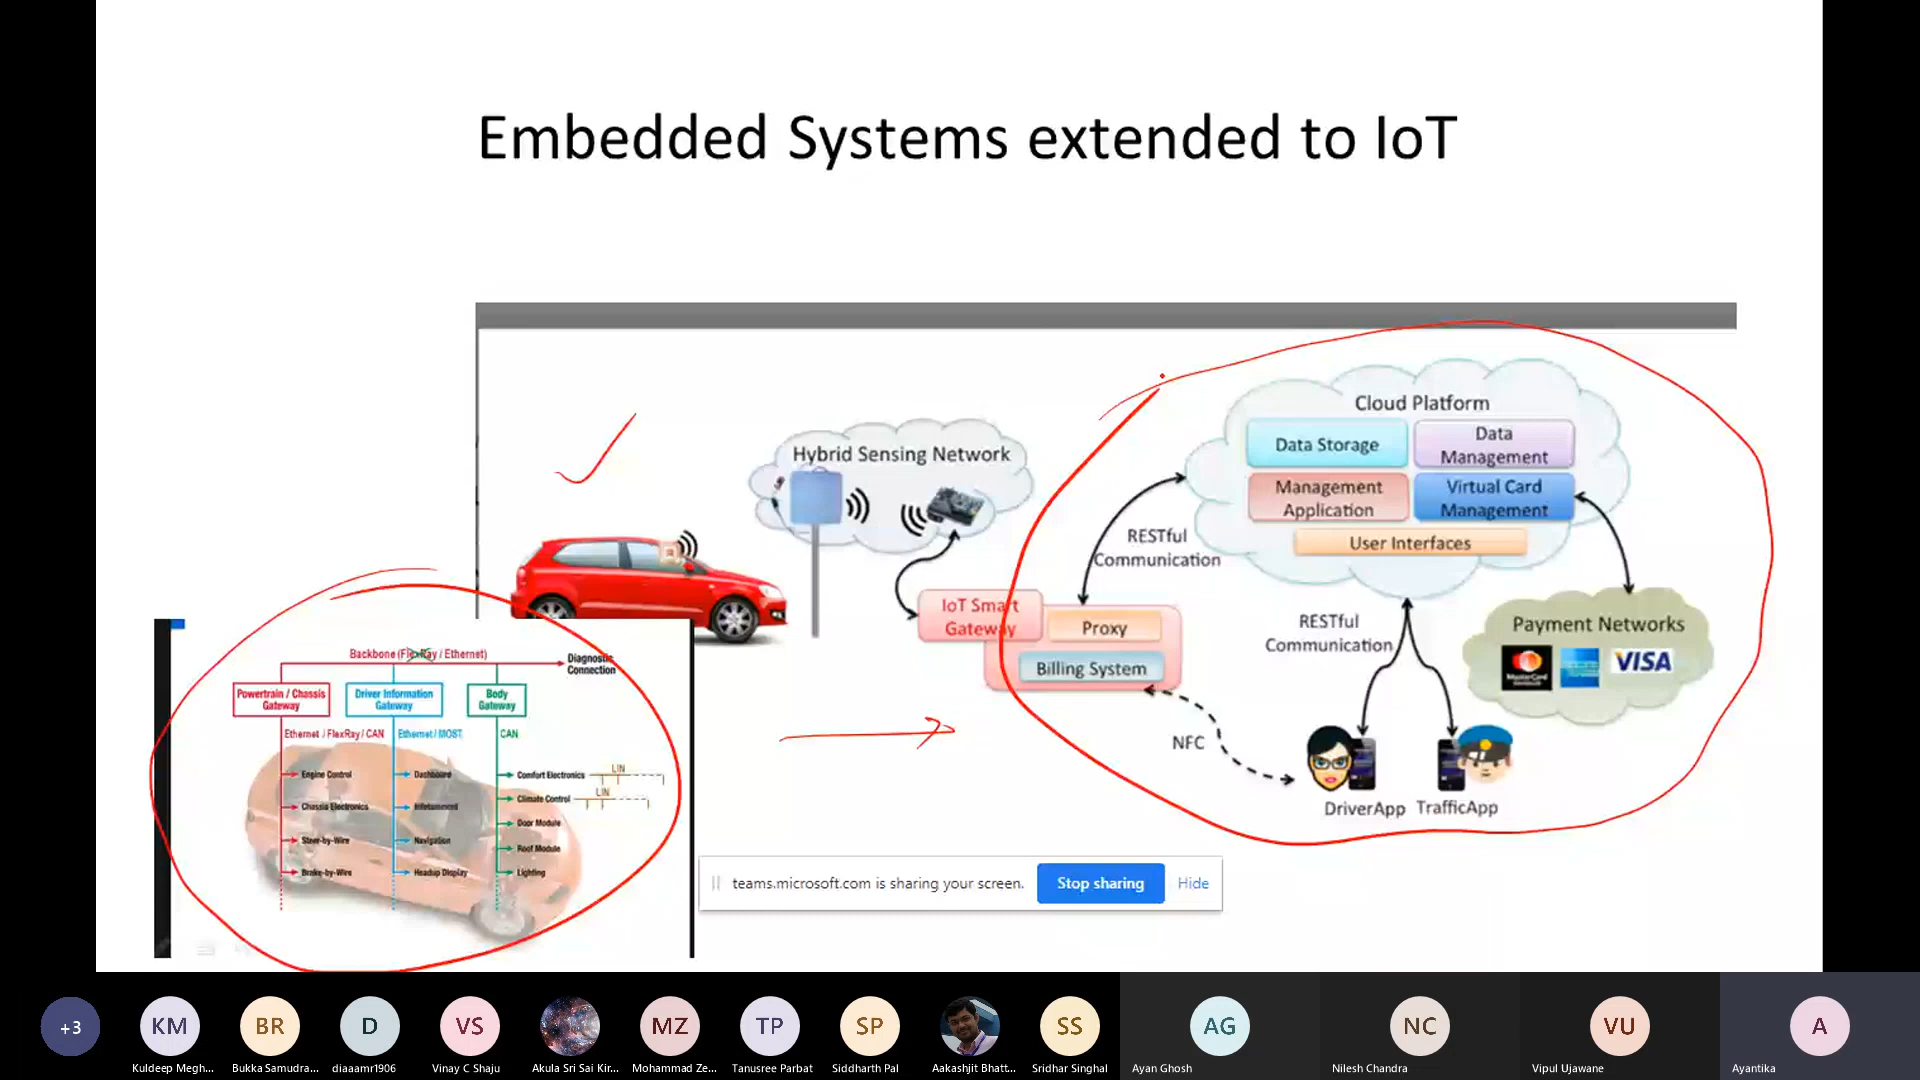 Embedded Systems extended to IoT
Cloud Platform
Data Storage
Data
Management
Management
Application
Virtual Card
Management
User Interfaces
Hybrid Sensing Network
RESTful
Communication
IoT Smart
Gateway
Proxy
Billing System
RESTful
Communication
Payment Networks
MasterCard
VISA
NFC
DriverApp
TrafficApp
Backbone (FlexRay / Ethernet)
Diagnostic
Connection
Powertrain / Chassis
Gateway
Driver Information
Gateway
Body
Gateway
Ethernet / FlexRay / CAN
Ethernet / MOST
CAN
Engine Control
Chassis Electronics
Steer-by-Wire
Brake-by-Wire
Dashboard
Infotainment
Navigation
Headup Display
Comfort Electronics
LIN
Climate Control
LIN
Door Module
Roof Module
Lighting
teams.microsoft.com is sharing your screen.
Stop sharing
Hide
+3
KM
BR
D
VS
MZ
TP
SP
SS
AG
NC
VU
A
Kuldeep Megh...
Bukka Samudra...
diaaamr1906
Vinay C Shaju
Akula Sri Sai Kir...
Mohammad Ze...
Tanusree Parbat
Siddharth Pal
Aakashjit Bhatt...
Sridhar Singhal
Ayan Ghosh
Nilesh Chandra
Vipul Ujawane
Ayantika